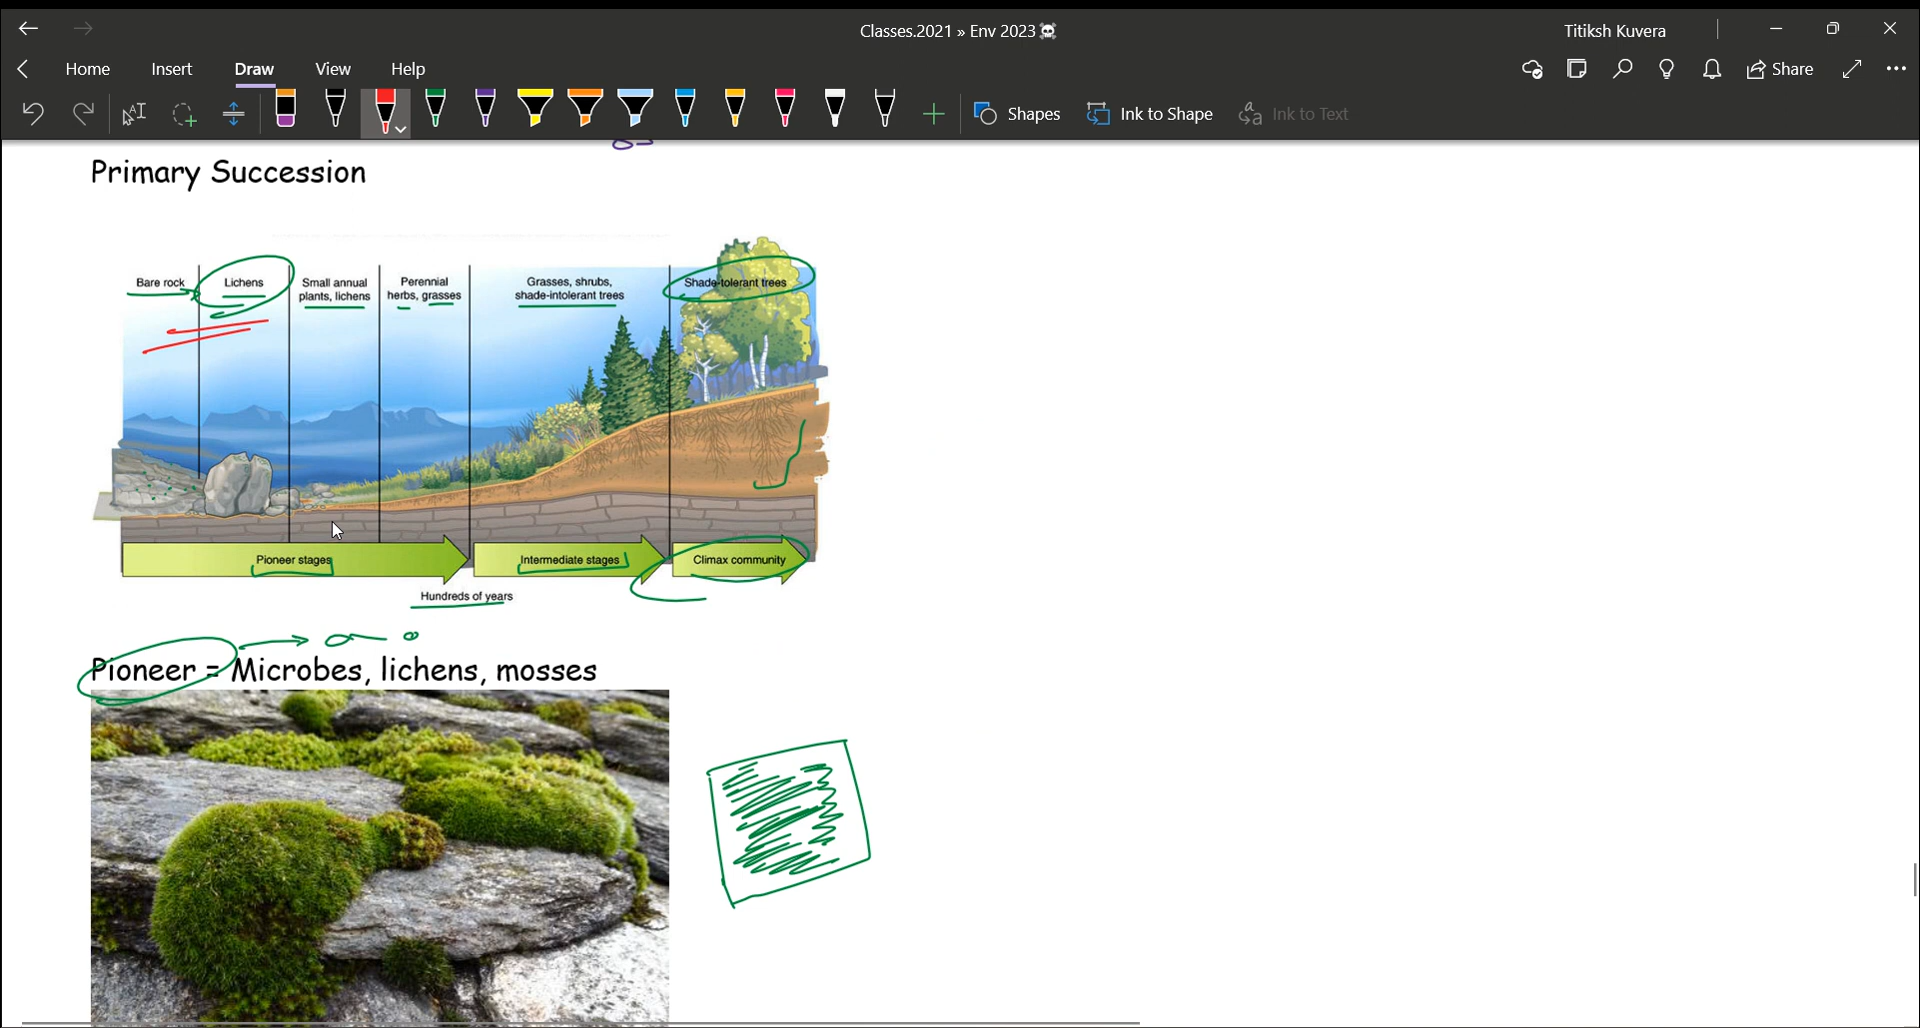 Classes.2021 » Env 2023☠
Titiksh Kuvera
Home Insert Draw View Help
Share
Shapes
Ink to Shape
Ink to Text
Primary Succession
Bare rock
Lichens
Small annual
plants, lichens
Perennial
herbs, grasses
Grasses, shrubs,
shade-intolerant trees
Shade-tolerant trees
Pioneer stages
Intermediate stages
Climax community
Hundreds of years
Pioneer = Microbes, lichens, mosses